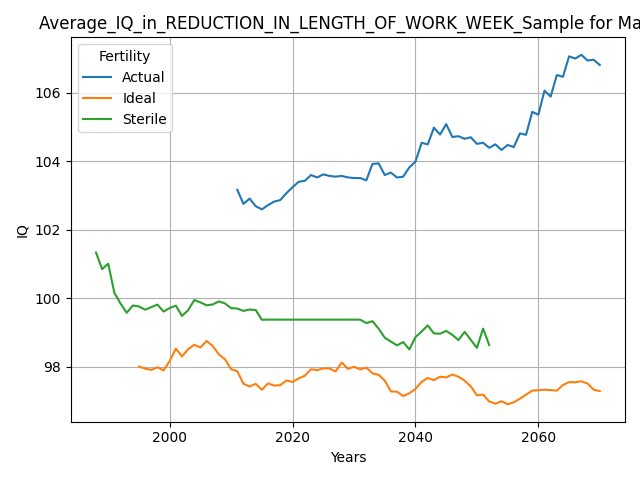 Average_IQ_in_REDUCTION_IN_LENGTH_OF_WORK_WEEK_Sample for Ma
Fertility
Actual
Ideal
Sterile
106
104
102
100
98
IQ
2000
2020
2040
2060
Years